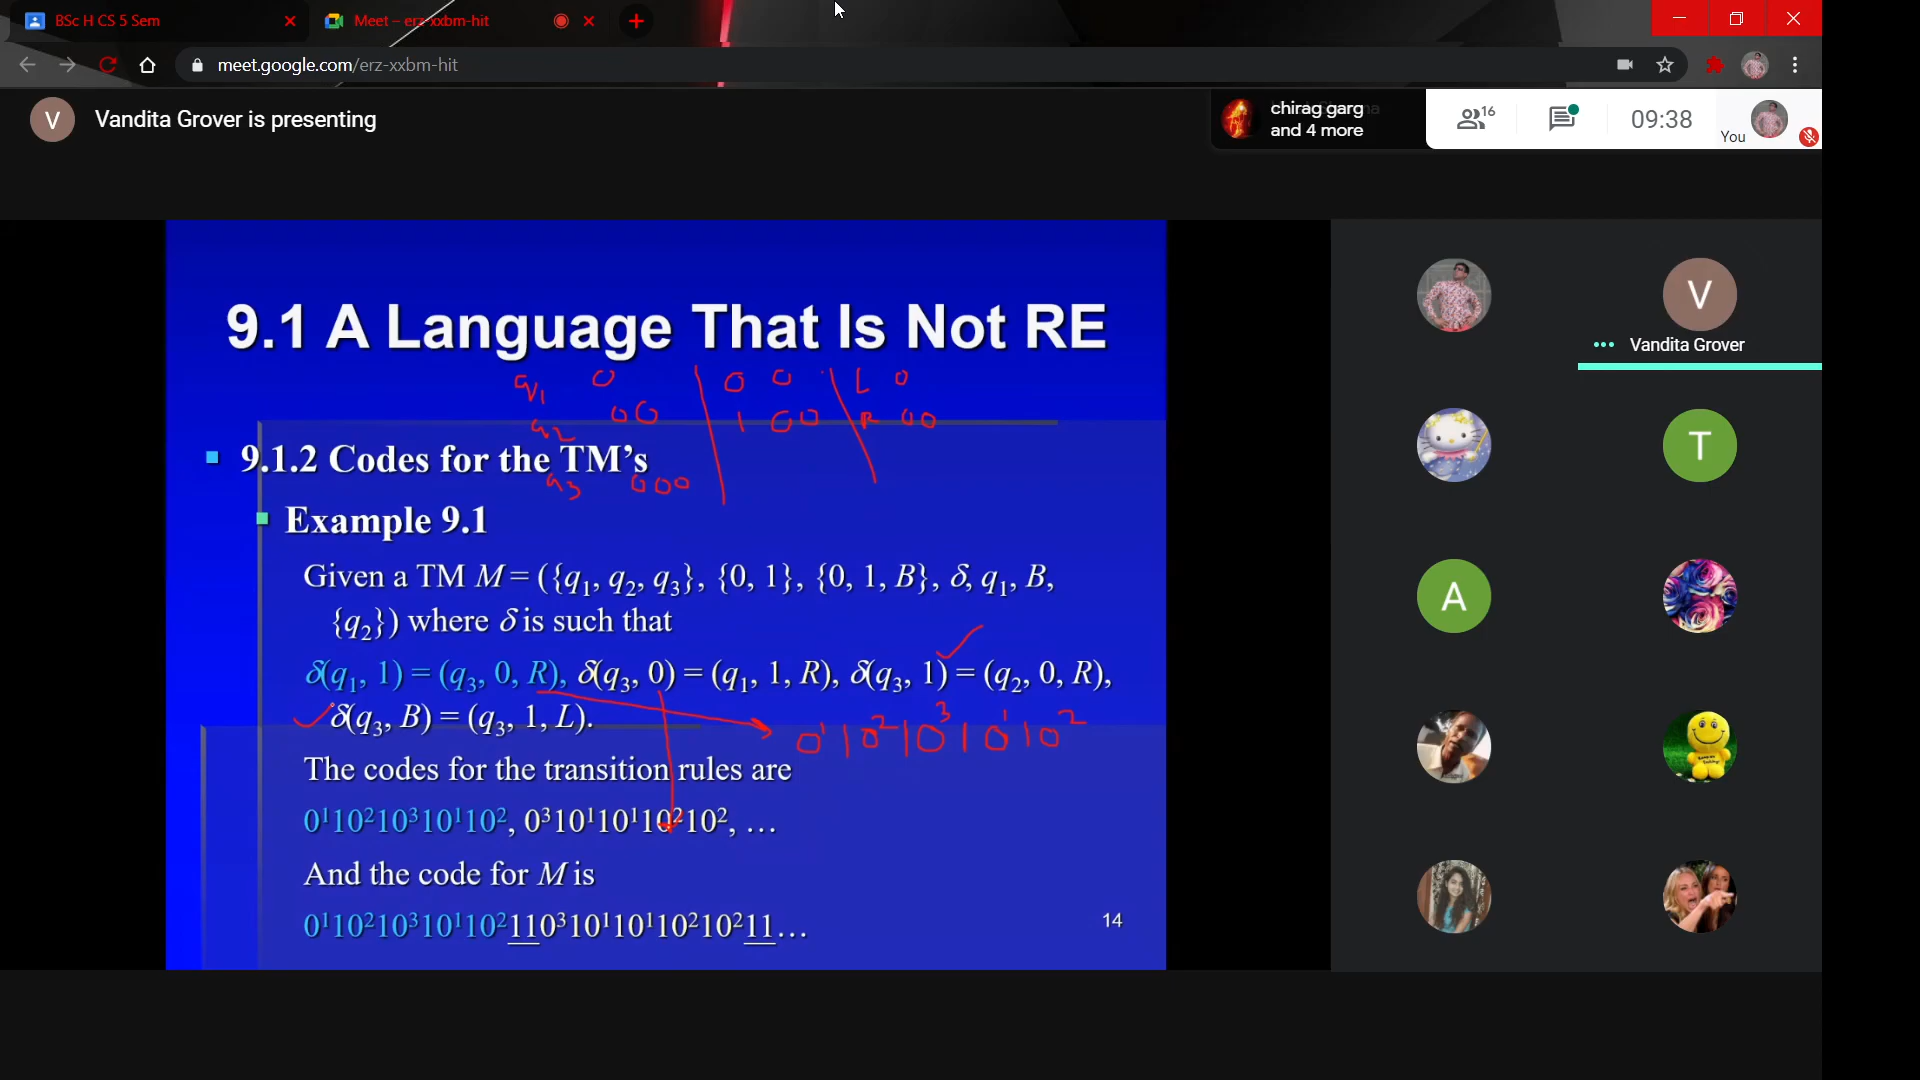 BSc H CS 5 Sem
Meet – erz-xxbm-hit
meet.google.com/erz-xxbm-hit
V
Vandita Grover is presenting
chirag garg
and 4 more
16
09:38
You
9.1 A Language That Is Not RE
q1 0 | 0 0 | L 0
q2 00 | 1 00 | R 00
q3 000
9.1.2 Codes for the TM’s
Example 9.1
Given a TM M = ({q₁, q₂, q₃}, {0, 1}, {0, 1, B}, δ, q₁, B,
{q₂}) where δ is such that
δ(q₁, 1) = (q₃, 0, R), δ(q₃, 0) = (q₁, 1, R), δ(q₃, 1) = (q₂, 0, R),
δ(q₃, B) = (q₃, 1, L).
0¹10²10³10¹10²
The codes for the transition rules are
0¹10²10³10¹10², 0³10¹10¹10²10², …
And the code for M is
0¹10²10³10¹10²110³10¹10¹10²10²11…
14
V
Vandita Grover
T
A